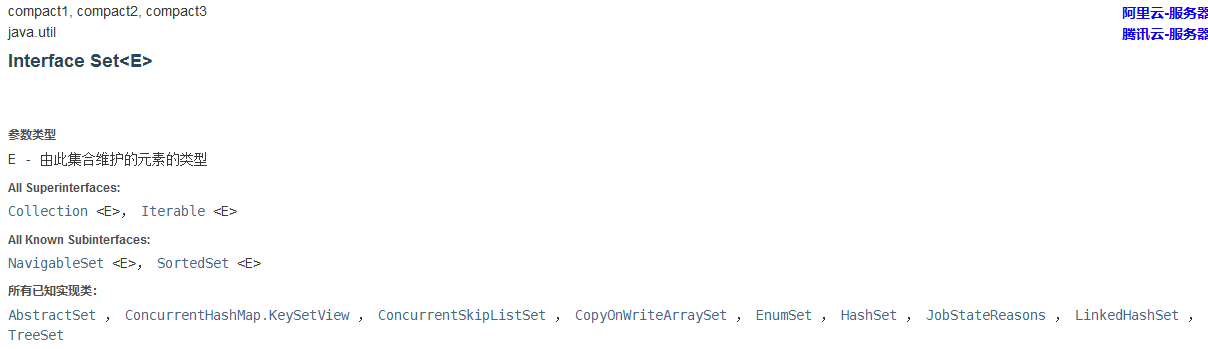 compact1, compact2, compact3
阿里云-服务器
java.util
腾讯云-服务器
Interface Set<E>
参数类型
E - 由此集合维护的元素的类型
All Superinterfaces:
Collection <E>， Iterable <E>
All Known Subinterfaces:
NavigableSet <E>， SortedSet <E>
所有已知实现类：
AbstractSet ， ConcurrentHashMap.KeySetView ， ConcurrentSkipListSet ， CopyOnWriteArraySet ， EnumSet ， HashSet ， JobStateReasons ， LinkedHashSet ，
TreeSet